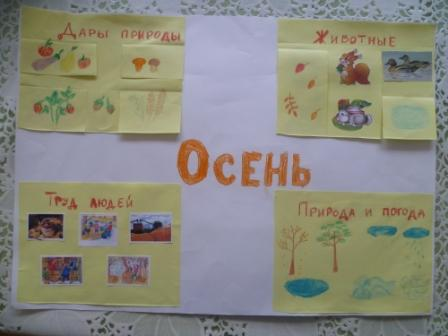 Дары природы
Животные
Осень
Труд людей
Природа и погода